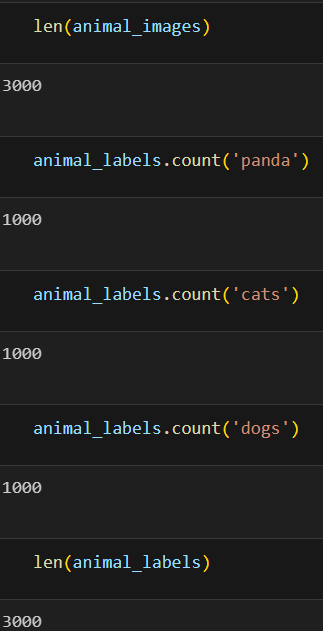 len(animal_images)
3000
animal_labels.count('panda')
1000
animal_labels.count('cats')
1000
animal_labels.count('dogs')
1000
len(animal_labels)
3000